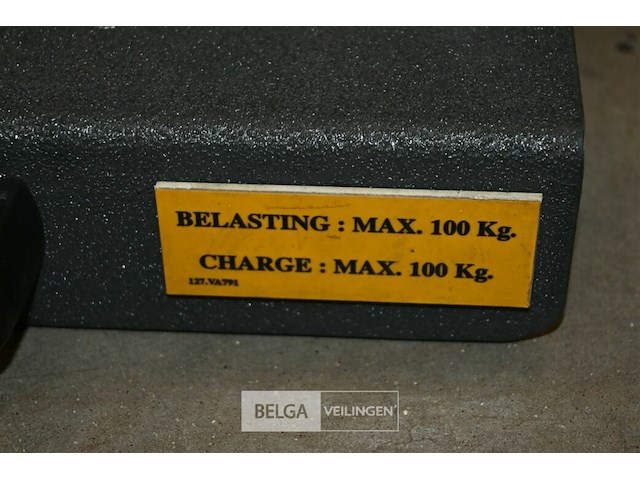 BELASTING : MAX. 100 Kg.
CHARGE : MAX. 100 Kg.
127.VA791
BELGA VEILINGEN